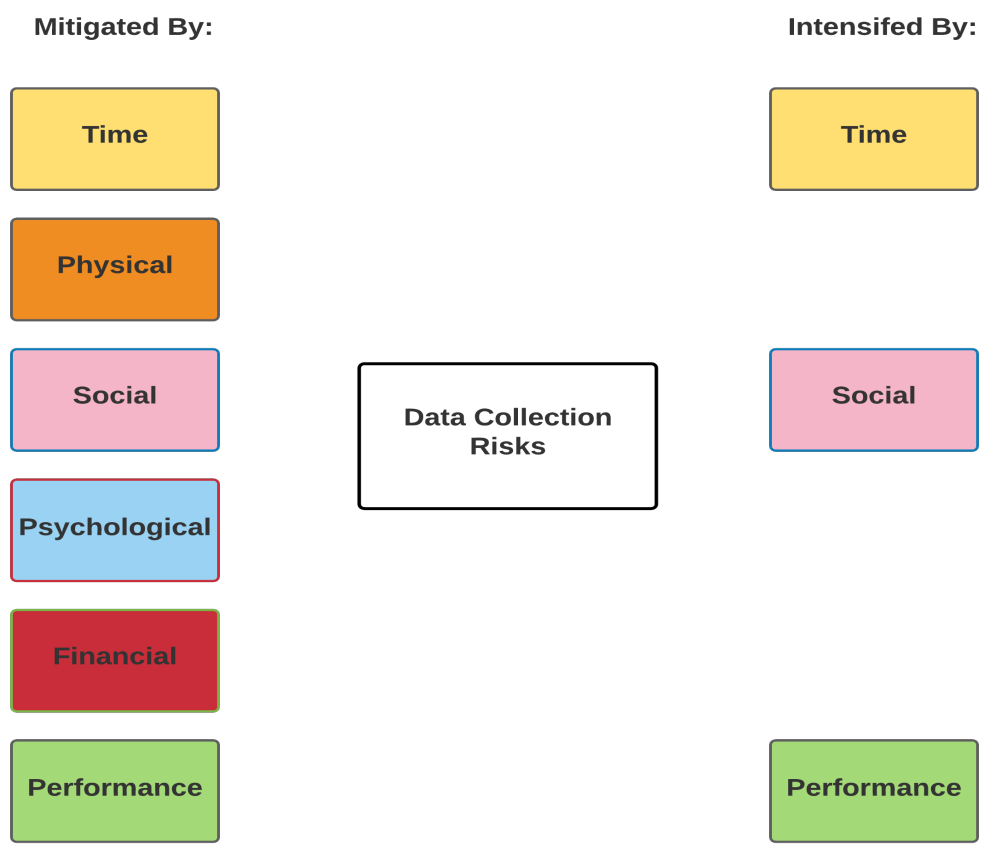 Mitigated By:
Intensifed By:
Time
Time
Physical
Social
Data Collection
Risks
Social
Psychological
Financial
Performance
Performance